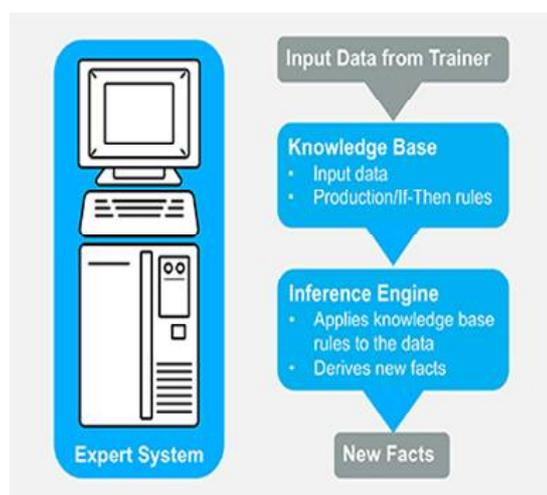 Input Data from Trainer
Knowledge Base
• Input data
• Production/If-Then rules
Inference Engine
• Applies knowledge base
rules to the data
• Derives new facts
Expert System
New Facts